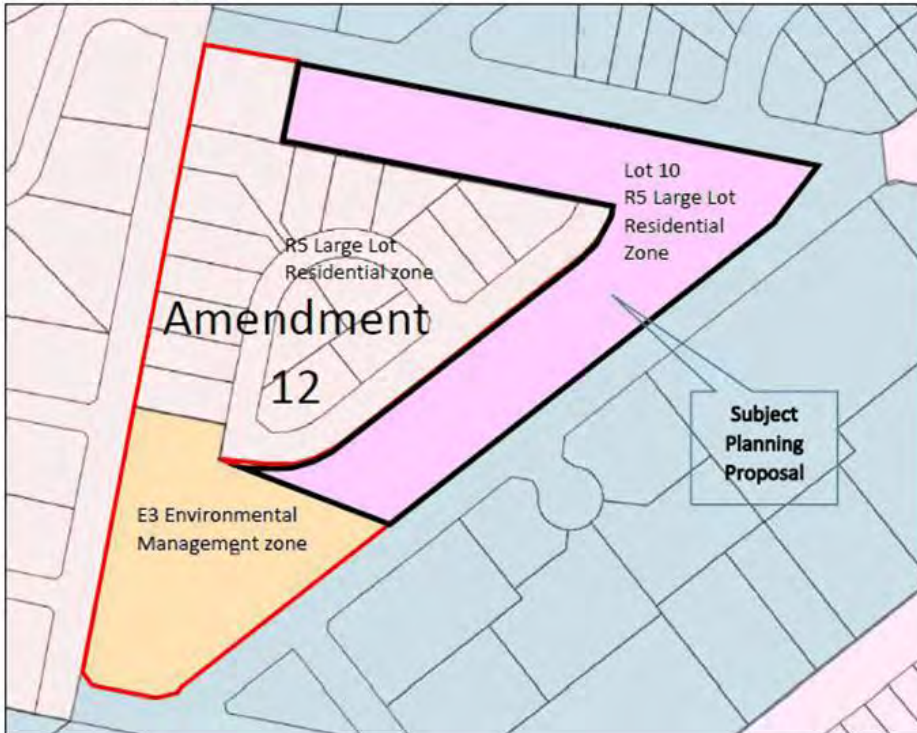 Lot 10
R5 Large Lot
Residential
Zone
R5 Large Lot
Residential zone
Amendment
12
Subject
Planning
Proposal
E3 Environmental
Management zone